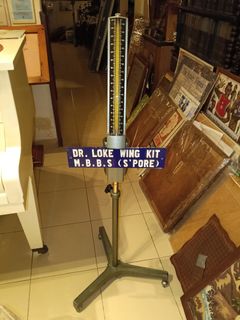 DR. LOKE WING KIT
M.B.B.S (S'PORE)